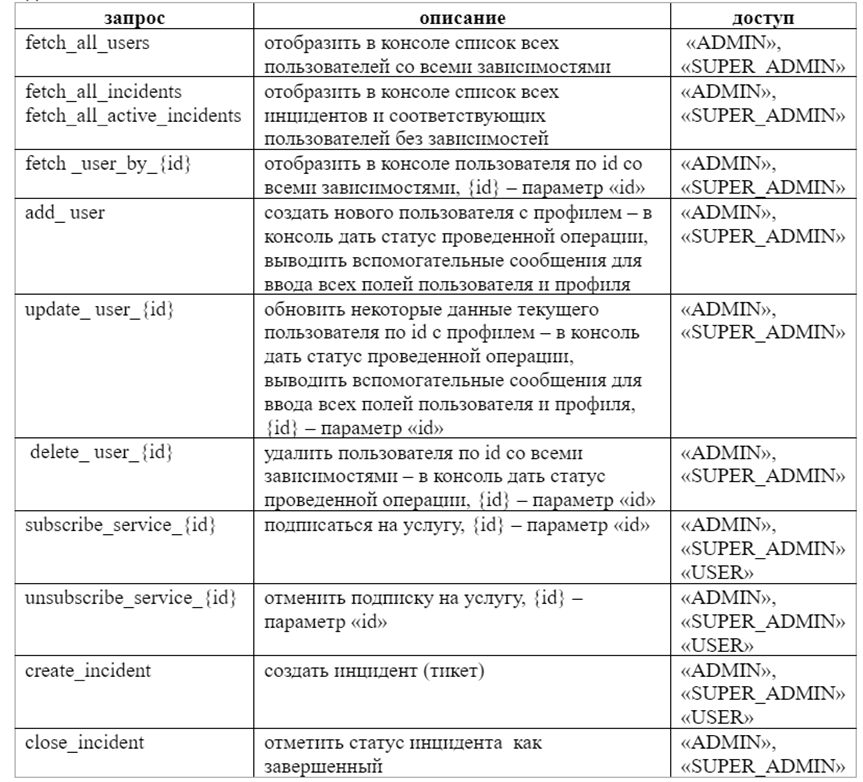 запрос описание доступ
fetch_all_users отобразить в консоле список всех «ADMIN»,
пользователей со всеми зависимостями «SUPER_ADMIN»
fetch_all_incidents отобразить в консоле список всех «ADMIN»,
fetch_all_active_incidents инцидентов и соответствующих «SUPER_ADMIN»
пользователей без зависимостей
fetch _user_by_{id} отобразить в консоле пользователя по id со «ADMIN»,
всеми зависимостями, {id} – параметр «id» «SUPER_ADMIN»
add_ user создать нового пользователя с профилем – в «ADMIN»,
консоль дать статус проведенной операции, «SUPER_ADMIN»
выводить вспомогательные сообщения для
ввода всех полей пользователя и профиля
update_ user_{id} обновить некоторые данные текущего «ADMIN»,
пользователя по id с профилем – в консоль «SUPER_ADMIN»
дать статус проведенной операции,
выводить вспомогательные сообщения для
ввода всех полей пользователя и профиля,
{id} – параметр «id»
delete_ user_{id} удалить пользователя по id со всеми «ADMIN»,
зависимостями – в консоль дать статус «SUPER_ADMIN»
проведенной операции, {id} – параметр «id»
subscribe_service_{id} подписаться на услугу, {id} – параметр «id» «ADMIN»,
«SUPER_ADMIN»
«USER»
unsubscribe_service_{id} отменить подписку на услугу, {id} – «ADMIN»,
параметр «id» «SUPER_ADMIN»
«USER»
create_incident создать инцидент (тикет) «ADMIN»,
«SUPER_ADMIN»
«USER»
close_incident отметить статус инцидента как «ADMIN»,
завершенный «SUPER_ADMIN»